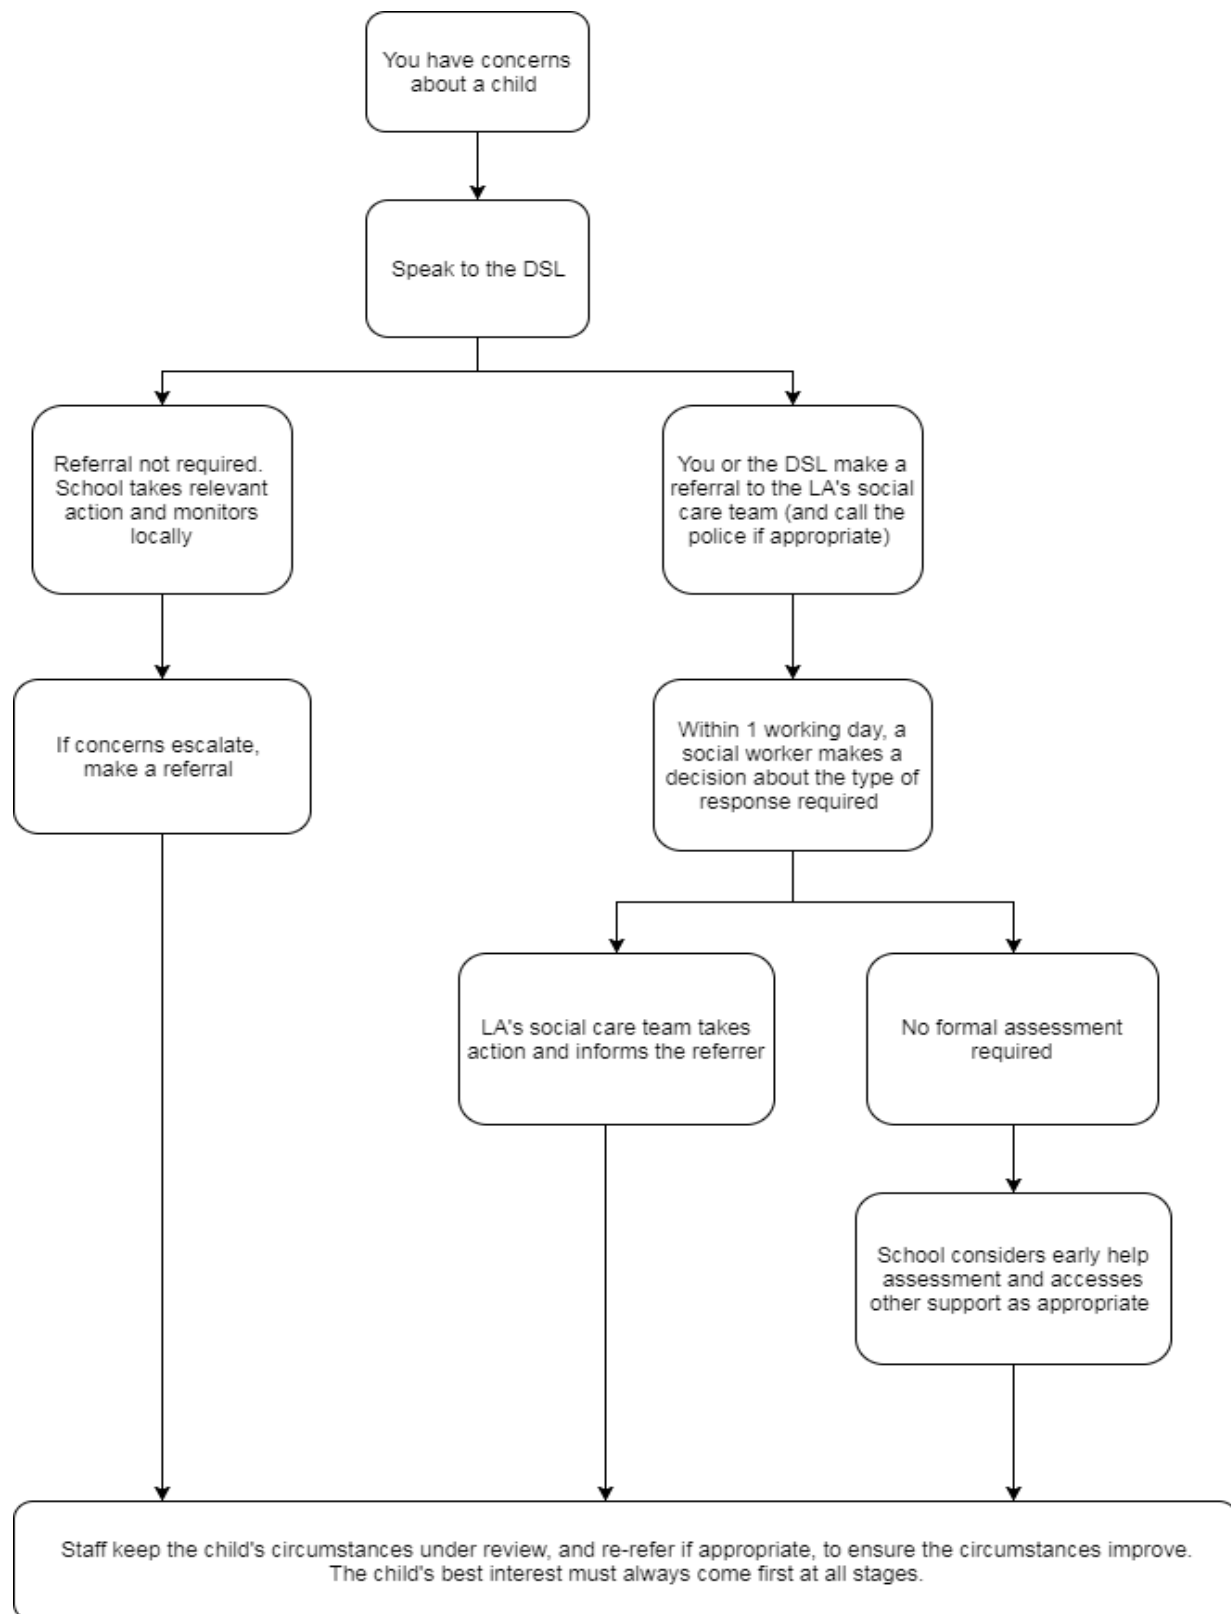 You have concerns
about a child
Speak to the DSL
Referral not required.
School takes relevant
action and monitors
locally
You or the DSL make a
referral to the LA's social
care team (and call the
police if appropriate)
If concerns escalate,
make a referral
Within 1 working day, a
social worker makes a
decision about the type of
response required
LA's social care team takes
action and informs the referrer
No formal assessment
required
School considers early help
assessment and accesses
other support as appropriate
Staff keep the child's circumstances under review, and re-refer if appropriate, to ensure the circumstances improve.
The child's best interest must always come first at all stages.